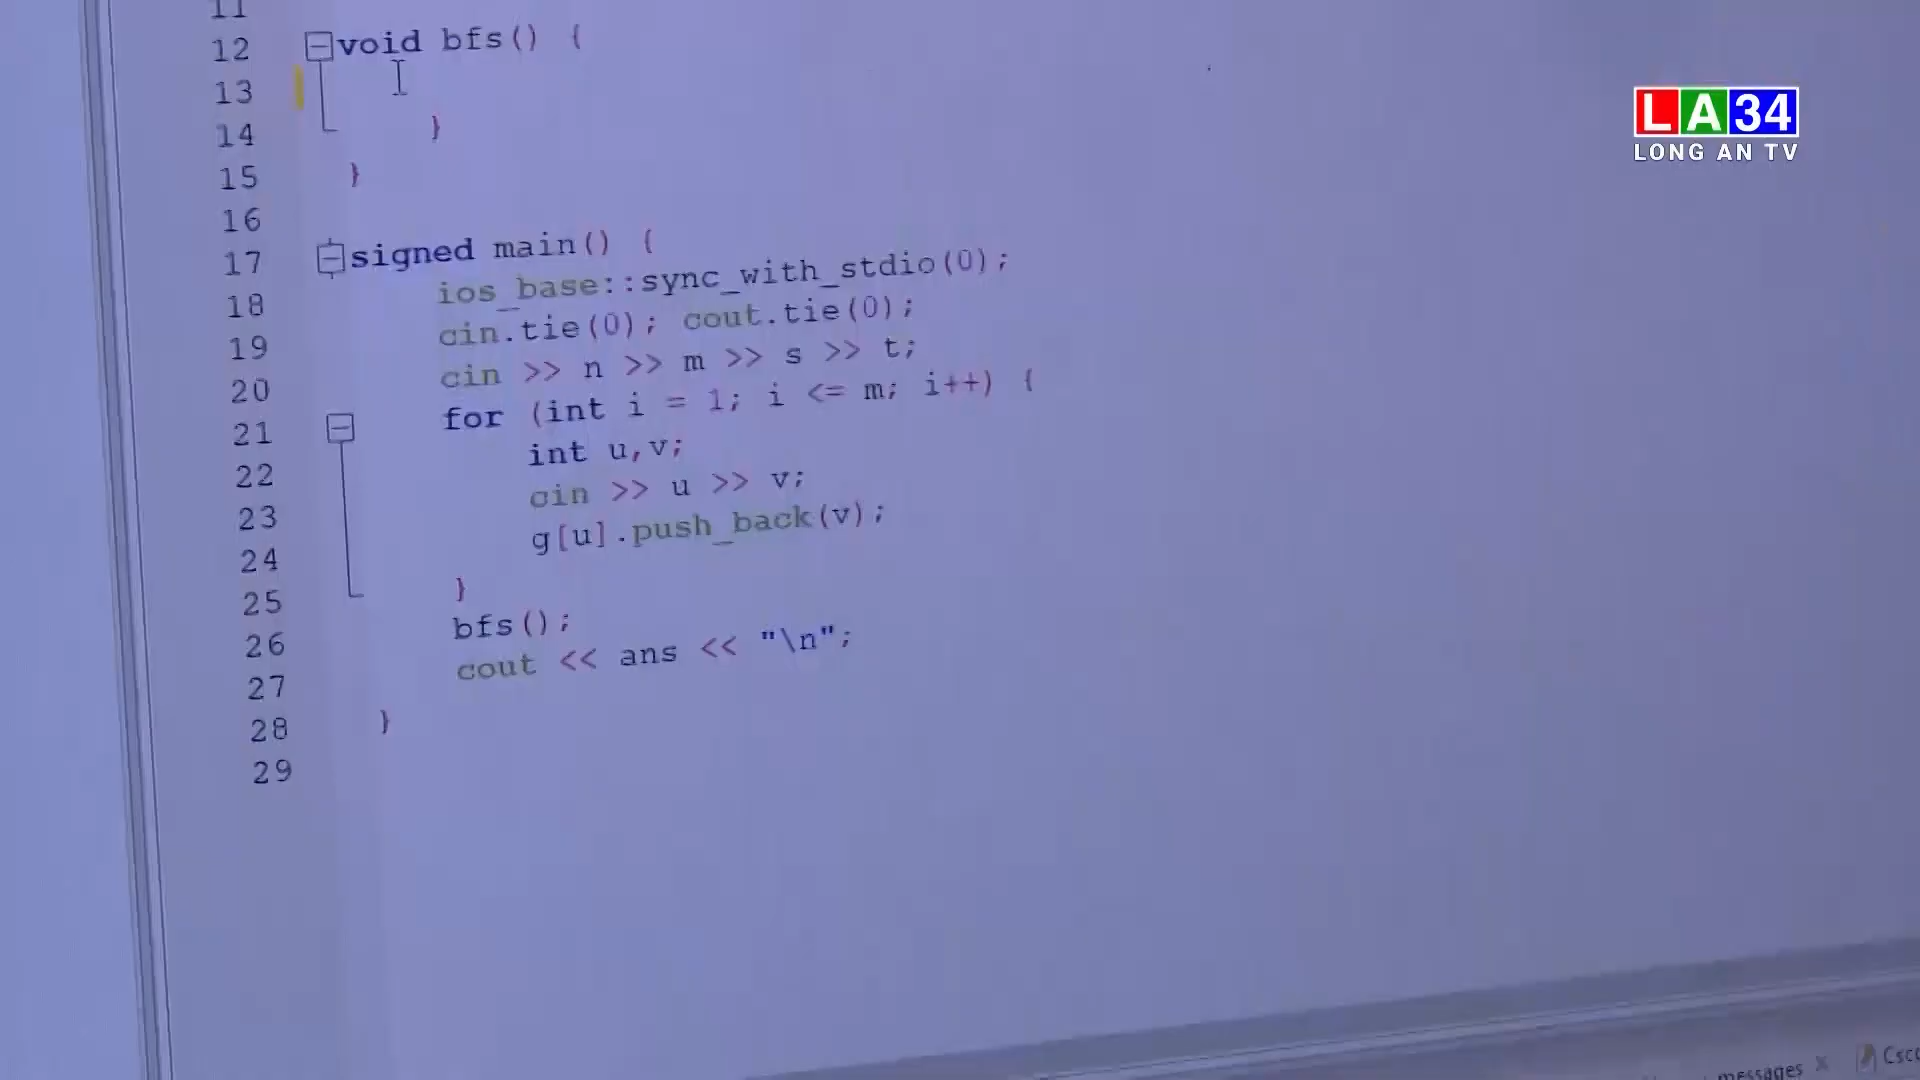 11
12 void bfs() {
13
14 }
15 }
16
17 signed main() {
18 ios_base::sync_with_stdio(0);
19 cin.tie(0); cout.tie(0);
20 cin >> n >> m >> s >> t;
21 for (int i = 1; i <= m; i++) {
22 int u,v;
23 cin >> u >> v;
24 g[u].push_back(v);
25 }
26 bfs();
27 cout << ans << "\n";
28 }
29
LA34
LONG AN TV
messages